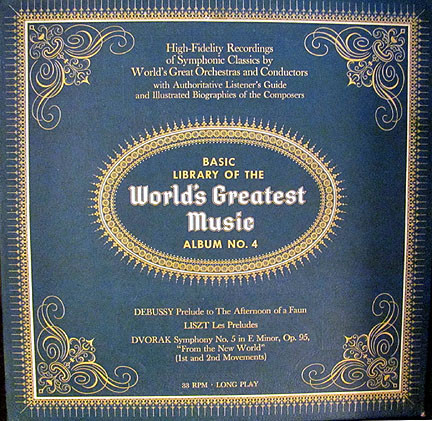 High-Fidelity Recordings
of Symphonic Classics by
World's Great Orchestras and Conductors
with Authoritative Listener's Guide
and Illustrated Biographies of the Composers
BASIC
LIBRARY OF THE
World's Greatest
Music
ALBUM NO. 4
DEBUSSY Prelude to The Afternoon of a Faun
LISZT Les Preludes
DVORAK Symphony No. 5 in E Minor, Op. 95,
"From the New World"
(1st and 2nd Movements)
33 RPM · LONG PLAY